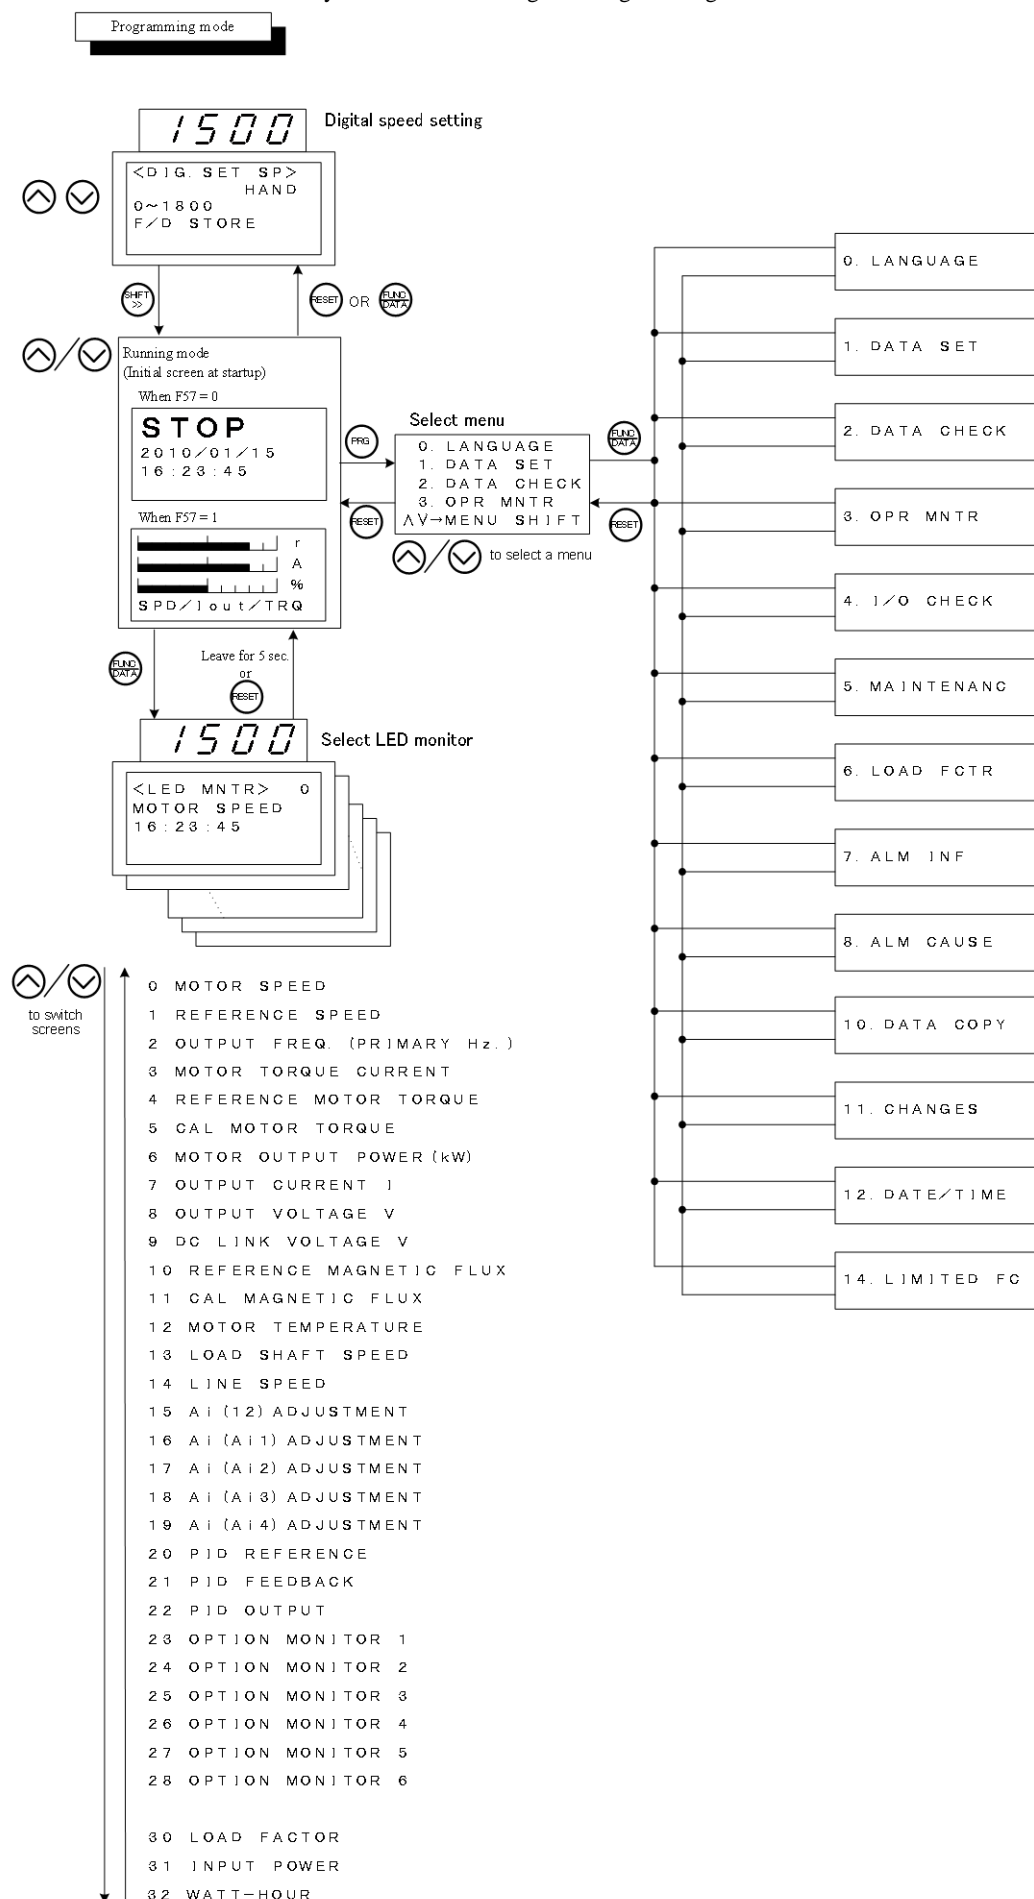 Programming mode
1500
Digital speed setting
<DIG. SET SP>
HAND
0~1800
F/D STORE
SHIFT
>>
RESET OR FUNC
DATA
Running mode
(Initial screen at startup)
When F57 = 0
STOP
2010/01/15
16:23:45
When F57 = 1
r
A
%
SPD/Iout/TRQ
PRG
RESET
Select menu
0. LANGUAGE
1. DATA SET
2. DATA CHECK
3. OPR MNTR
∧∨→MENU SHIFT
to select a menu
FUNC
DATA
RESET
FUNC
DATA
Leave for 5 sec.
or
RESET
1500
Select LED monitor
<LED MNTR> 0
MOTOR SPEED
16:23:45
to switch
screens
0 MOTOR SPEED
1 REFERENCE SPEED
2 OUTPUT FREQ. (PRIMARY Hz.)
3 MOTOR TORQUE CURRENT
4 REFERENCE MOTOR TORQUE
5 CAL MOTOR TORQUE
6 MOTOR OUTPUT POWER(kW)
7 OUTPUT CURRENT I
8 OUTPUT VOLTAGE V
9 DC LINK VOLTAGE V
10 REFERENCE MAGNETIC FLUX
11 CAL MAGNETIC FLUX
12 MOTOR TEMPERATURE
13 LOAD SHAFT SPEED
14 LINE SPEED
15 Ai(12)ADJUSTMENT
16 Ai(Ai1)ADJUSTMENT
17 Ai(Ai2)ADJUSTMENT
18 Ai(Ai3)ADJUSTMENT
19 Ai(Ai4)ADJUSTMENT
20 PID REFERENCE
21 PID FEEDBACK
22 PID OUTPUT
23 OPTION MONITOR 1
24 OPTION MONITOR 2
25 OPTION MONITOR 3
26 OPTION MONITOR 4
27 OPTION MONITOR 5
28 OPTION MONITOR 6
30 LOAD FACTOR
31 INPUT POWER
32 WATT-HOUR
0. LANGUAGE
1. DATA SET
2. DATA CHECK
3. OPR MNTR
4. I/O CHECK
5. MAINTENANC
6. LOAD FCTR
7. ALM INF
8. ALM CAUSE
10. DATA COPY
11. CHANGES
12. DATE/TIME
14. LIMITED FC